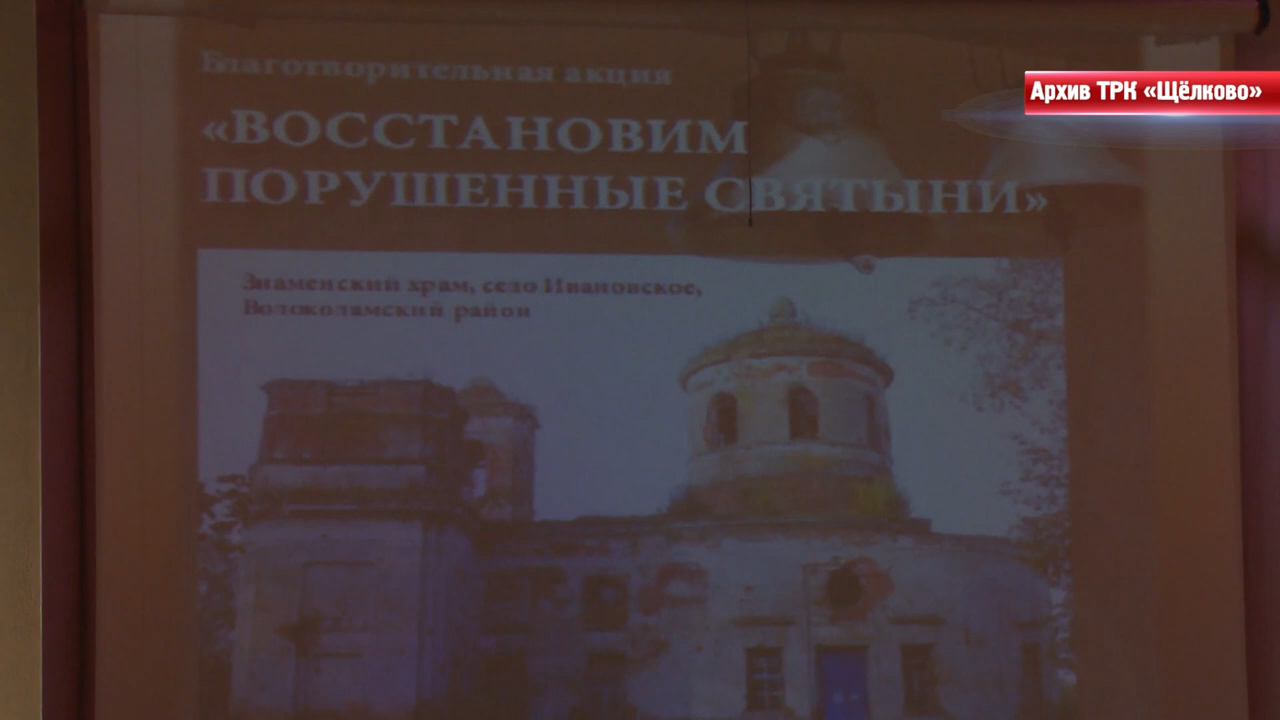 Благотворительная акция
«ВОССТАНОВИМ
ПОРУШЕННЫЕ СВЯТЫНИ»
Знаменский храм, село Ивановское,
Волоколамский район
Архив ТРК «Щёлково»